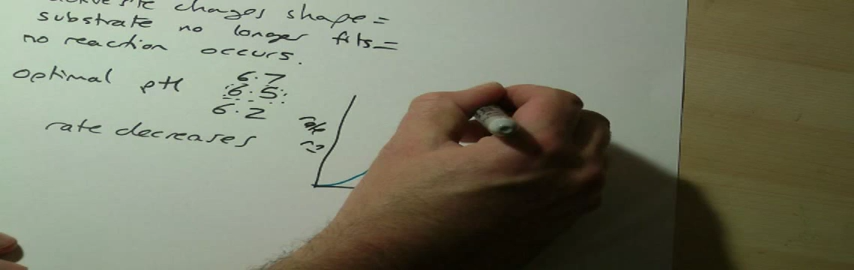 site changes shape =
substrate no longer fits =
no reaction occurs.
optimal pH 6.7
6.5
6.2
rate decreases